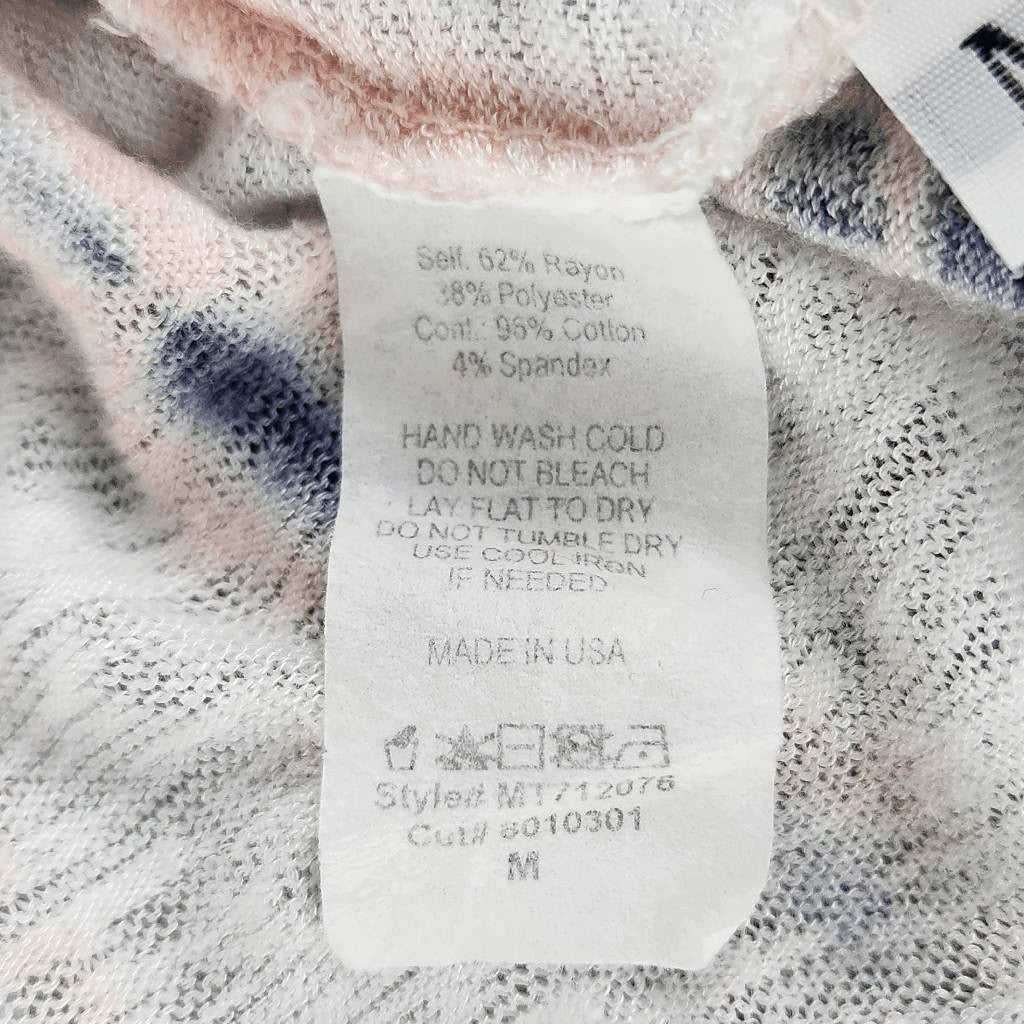 Self: 62% Rayon
38% Polyester
Cont.: 96% Cotton
4% Spandex
HAND WASH COLD
DO NOT BLEACH
LAY FLAT TO DRY
DO NOT TUMBLE DRY
USE COOL IRON
IF NEEDED
MADE IN USA
Style# MT712076
Cut# 8010301
M